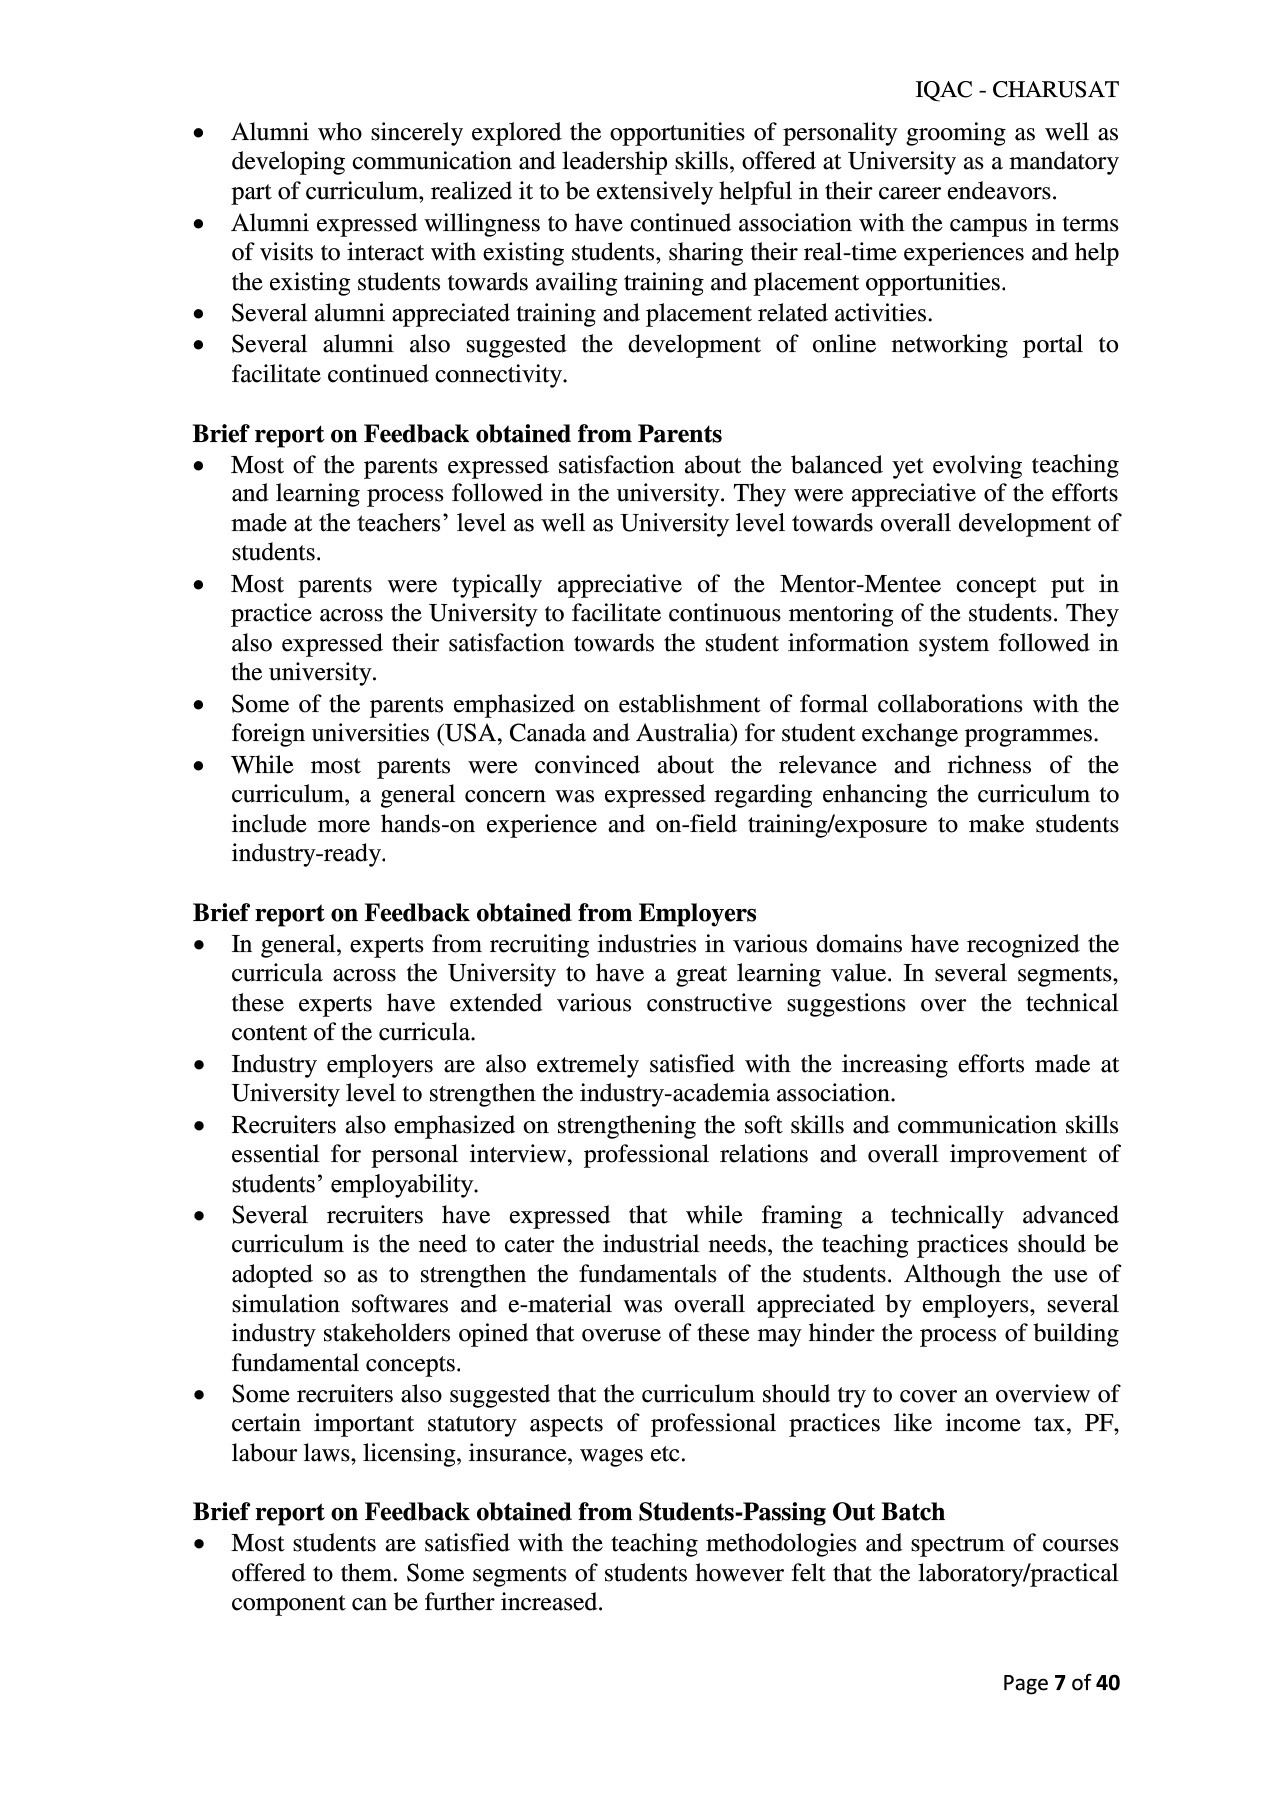 IQAC - CHARUSAT
• Alumni who sincerely explored the opportunities of personality grooming as well as
developing communication and leadership skills, offered at University as a mandatory
part of curriculum, realized it to be extensively helpful in their career endeavors.
• Alumni expressed willingness to have continued association with the campus in terms
of visits to interact with existing students, sharing their real-time experiences and help
the existing students towards availing training and placement opportunities.
• Several alumni appreciated training and placement related activities.
• Several alumni also suggested the development of online networking portal to
facilitate continued connectivity.
Brief report on Feedback obtained from Parents
• Most of the parents expressed satisfaction about the balanced yet evolving teaching
and learning process followed in the university. They were appreciative of the efforts
made at the teachers’ level as well as University level towards overall development of
students.
• Most parents were typically appreciative of the Mentor-Mentee concept put in
practice across the University to facilitate continuous mentoring of the students. They
also expressed their satisfaction towards the student information system followed in
the university.
• Some of the parents emphasized on establishment of formal collaborations with the
foreign universities (USA, Canada and Australia) for student exchange programmes.
• While most parents were convinced about the relevance and richness of the
curriculum, a general concern was expressed regarding enhancing the curriculum to
include more hands-on experience and on-field training/exposure to make students
industry-ready.
Brief report on Feedback obtained from Employers
• In general, experts from recruiting industries in various domains have recognized the
curricula across the University to have a great learning value. In several segments,
these experts have extended various constructive suggestions over the technical
content of the curricula.
• Industry employers are also extremely satisfied with the increasing efforts made at
University level to strengthen the industry-academia association.
• Recruiters also emphasized on strengthening the soft skills and communication skills
essential for personal interview, professional relations and overall improvement of
students’ employability.
• Several recruiters have expressed that while framing a technically advanced
curriculum is the need to cater the industrial needs, the teaching practices should be
adopted so as to strengthen the fundamentals of the students. Although the use of
simulation softwares and e-material was overall appreciated by employers, several
industry stakeholders opined that overuse of these may hinder the process of building
fundamental concepts.
• Some recruiters also suggested that the curriculum should try to cover an overview of
certain important statutory aspects of professional practices like income tax, PF,
labour laws, licensing, insurance, wages etc.
Brief report on Feedback obtained from Students-Passing Out Batch
• Most students are satisfied with the teaching methodologies and spectrum of courses
offered to them. Some segments of students however felt that the laboratory/practical
component can be further increased.
Page 7 of 40